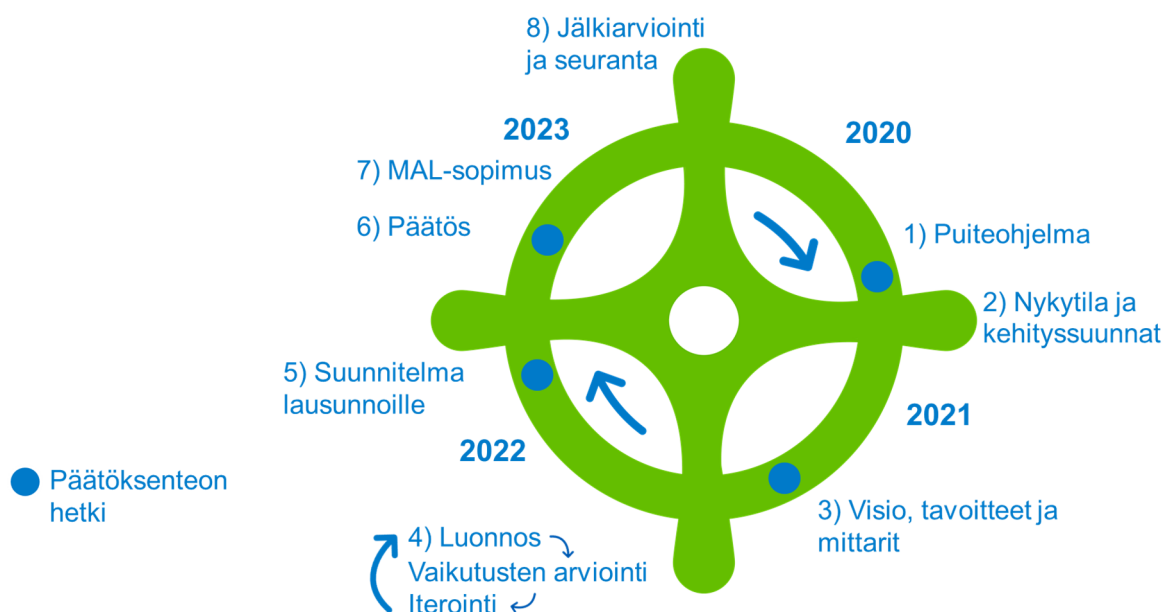 8) Jälkiarviointi
ja seuranta
2023
2020
7) MAL-sopimus
6) Päätös
1) Puiteohjelma
2) Nykytila ja
kehityssuunnat
5) Suunnitelma
lausunnoille
2021
2022
Päätöksenteon
hetki
3) Visio, tavoitteet ja
mittarit
4) Luonnos
Vaikutusten arviointi
Iterointi